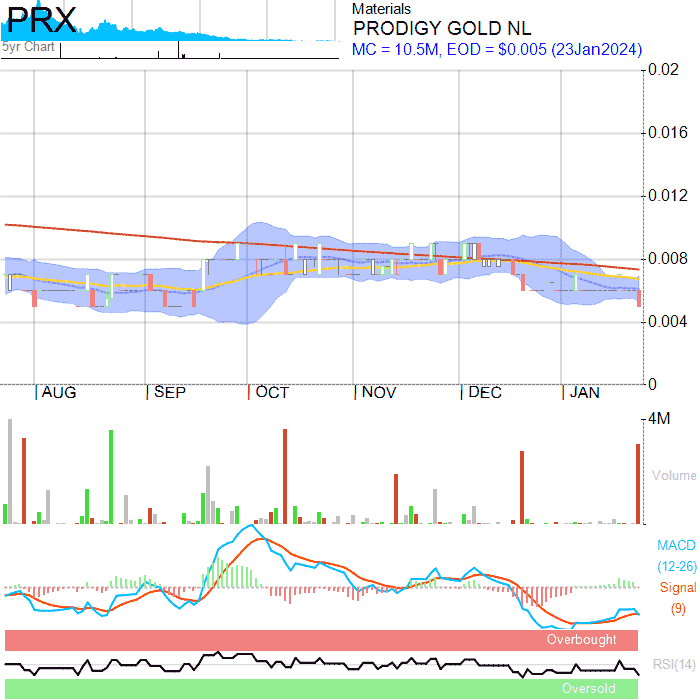 PRX
5yr Chart
Materials
PRODIGY GOLD NL
MC = 10.5M, EOD = $0.005 (23Jan2024)
0.02
0.016
0.012
0.008
0.004
0
AUG SEP OCT NOV DEC JAN
4M
Volume
MACD
(12-26)
Signal
(9)
Overbought
RSI(14)
Oversold